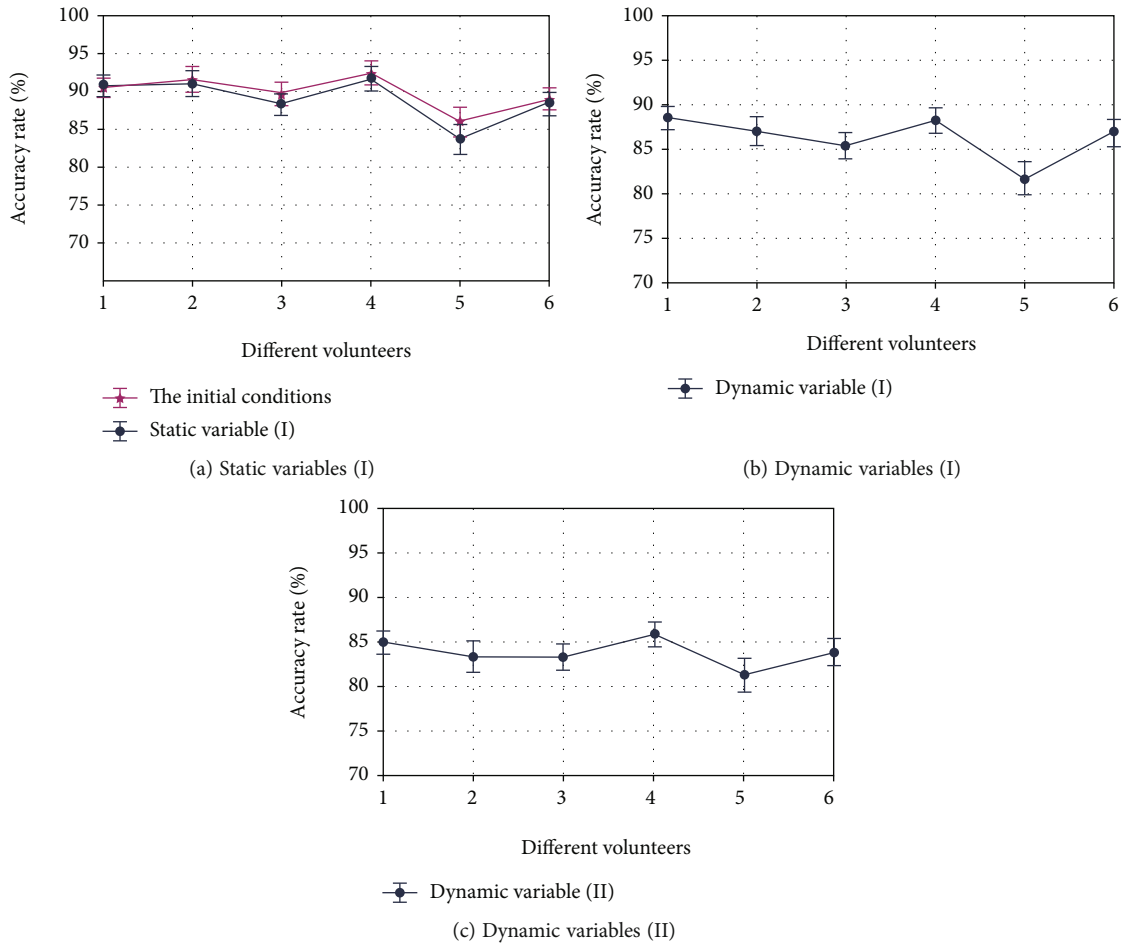 100
95
90
85
80
75
70
Accuracy rate (%)
1 2 3 4 5 6
Different volunteers
The initial conditions
Static variable (I)
(a) Static variables (I)
100
95
90
85
80
75
70
Accuracy rate (%)
1 2 3 4 5 6
Different volunteers
Dynamic variable (I)
(b) Dynamic variables (I)
100
95
90
85
80
75
70
Accuracy rate (%)
1 2 3 4 5 6
Different volunteers
Dynamic variable (II)
(c) Dynamic variables (II)